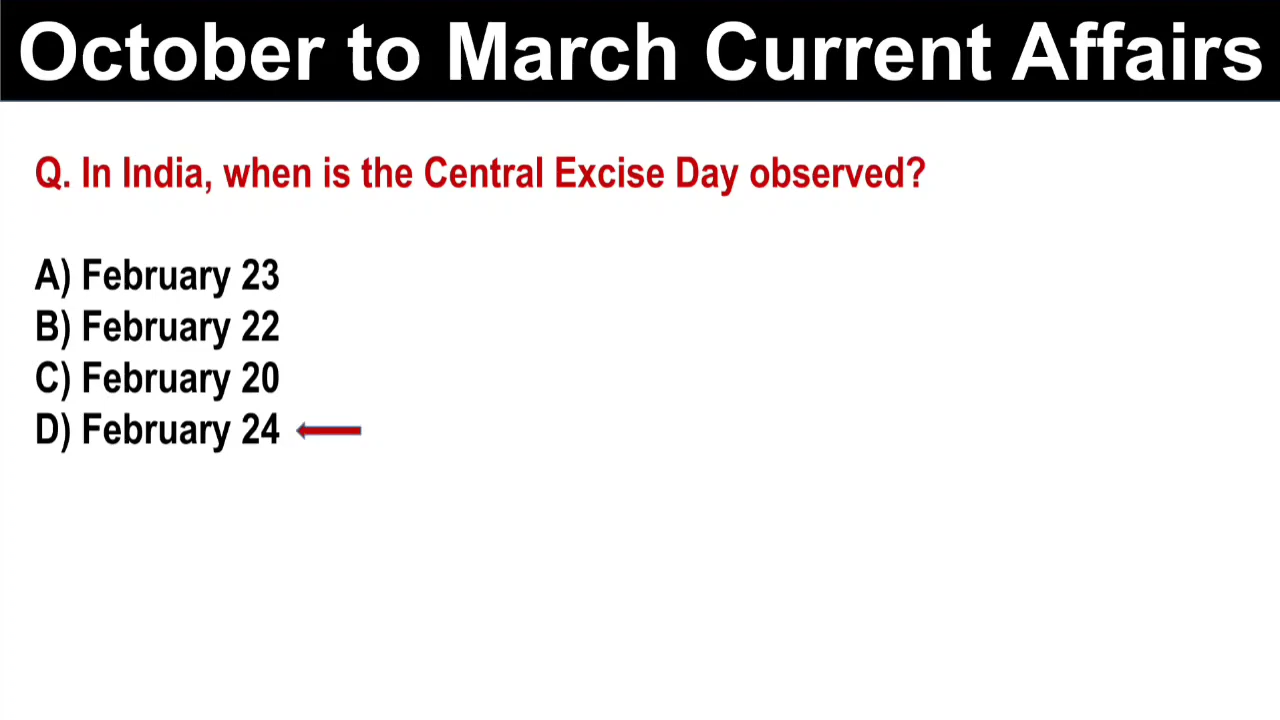 October to March Current Affairs
Q. In India, when is the Central Excise Day observed?
A) February 23
B) February 22
C) February 20
D) February 24